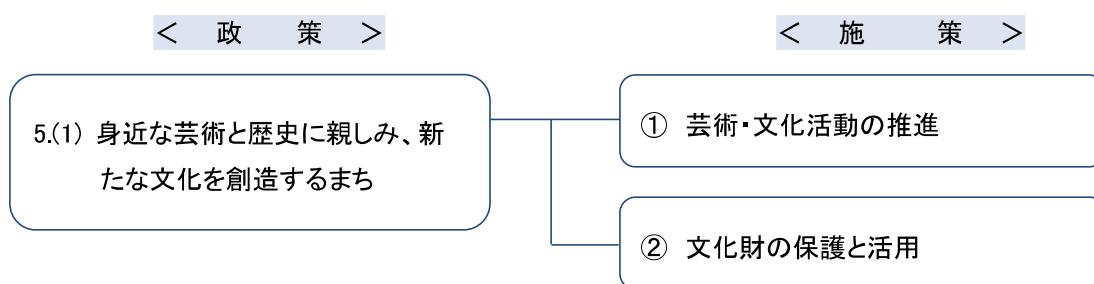 ＜ 政 策 ＞
＜ 施 策 ＞
5.(1) 身近な芸術と歴史に親しみ、新
たな文化を創造するまち
① 芸術・文化活動の推進
② 文化財の保護と活用